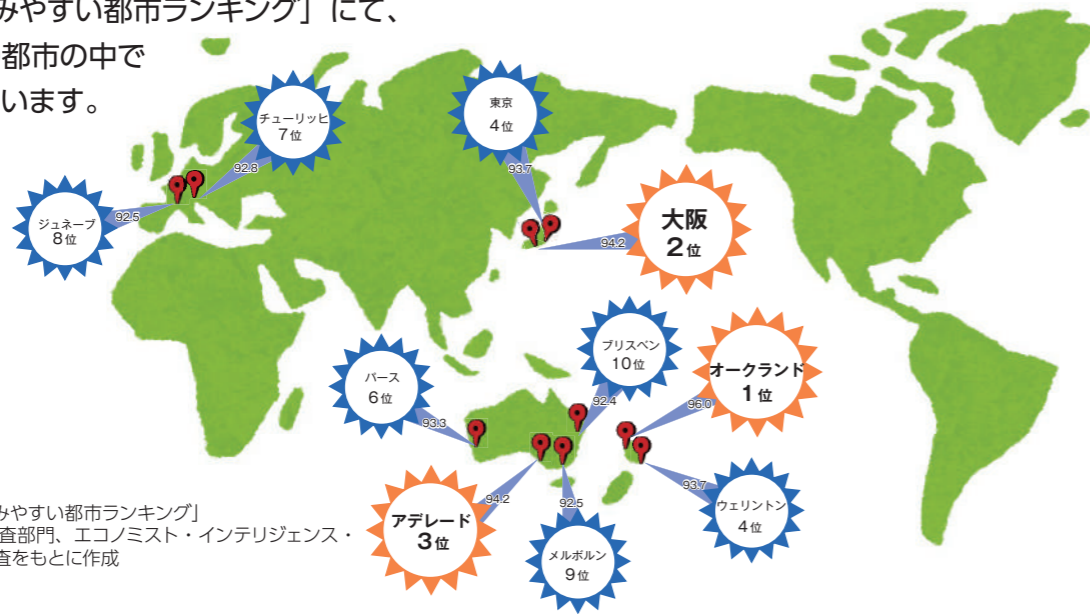 みやすい都市ランキング」にて、
都市の中で
います。
チューリッヒ
7位
92.8
東京
4位
93.7
ジュネーブ
8位
92.5
大阪
2位
94.2
ブリスベン
10位
92.4
オークランド
1位
96.0
パース
6位
93.3
アデレード
3位
94.2
メルボルン
9位
92.5
ウェリントン
4位
93.7
みやすい都市ランキング」
査部門、エコノミスト・インテリジェンス・
査をもとに作成